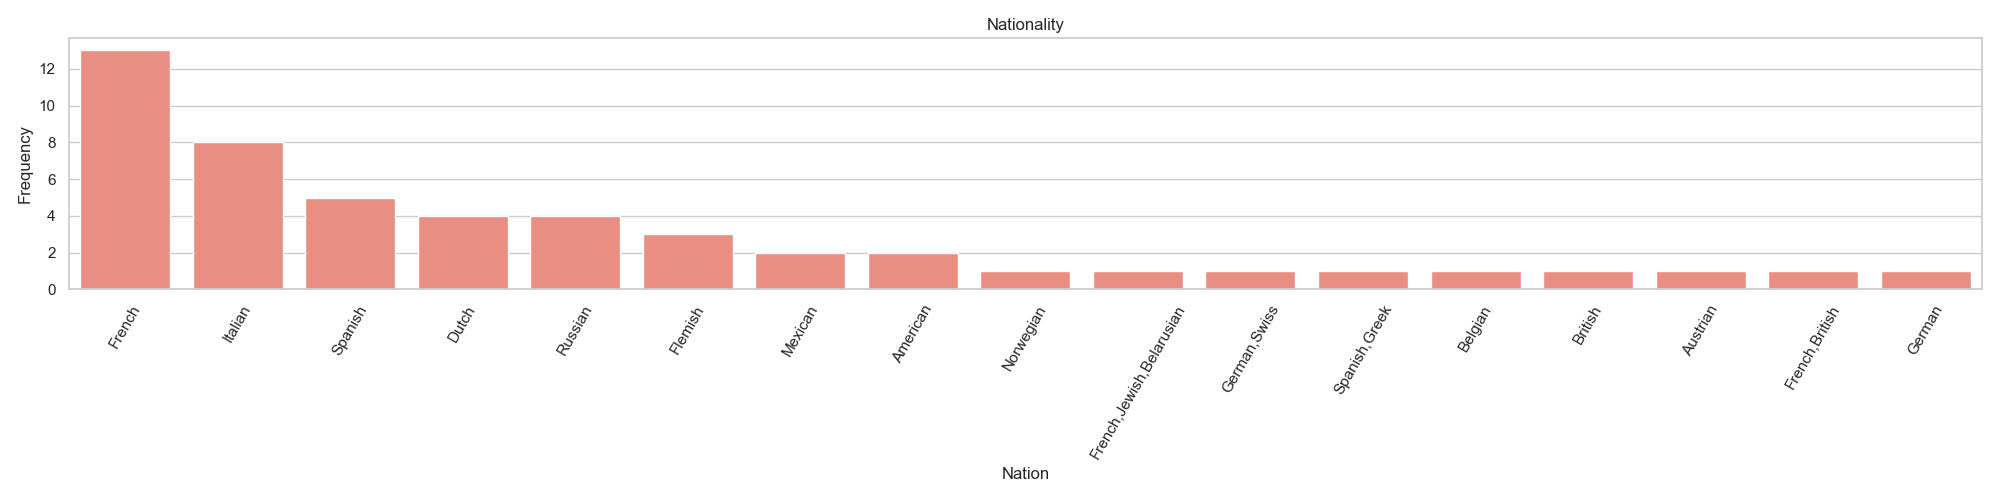 Nationality
Frequency
12
10
8
6
4
2
0
French
Italian
Spanish
Dutch
Russian
Flemish
Mexican
American
Norwegian
French,Jewish,Belarusian
German,Swiss
Spanish,Greek
Belgian
British
Austrian
French,British
German
Nation